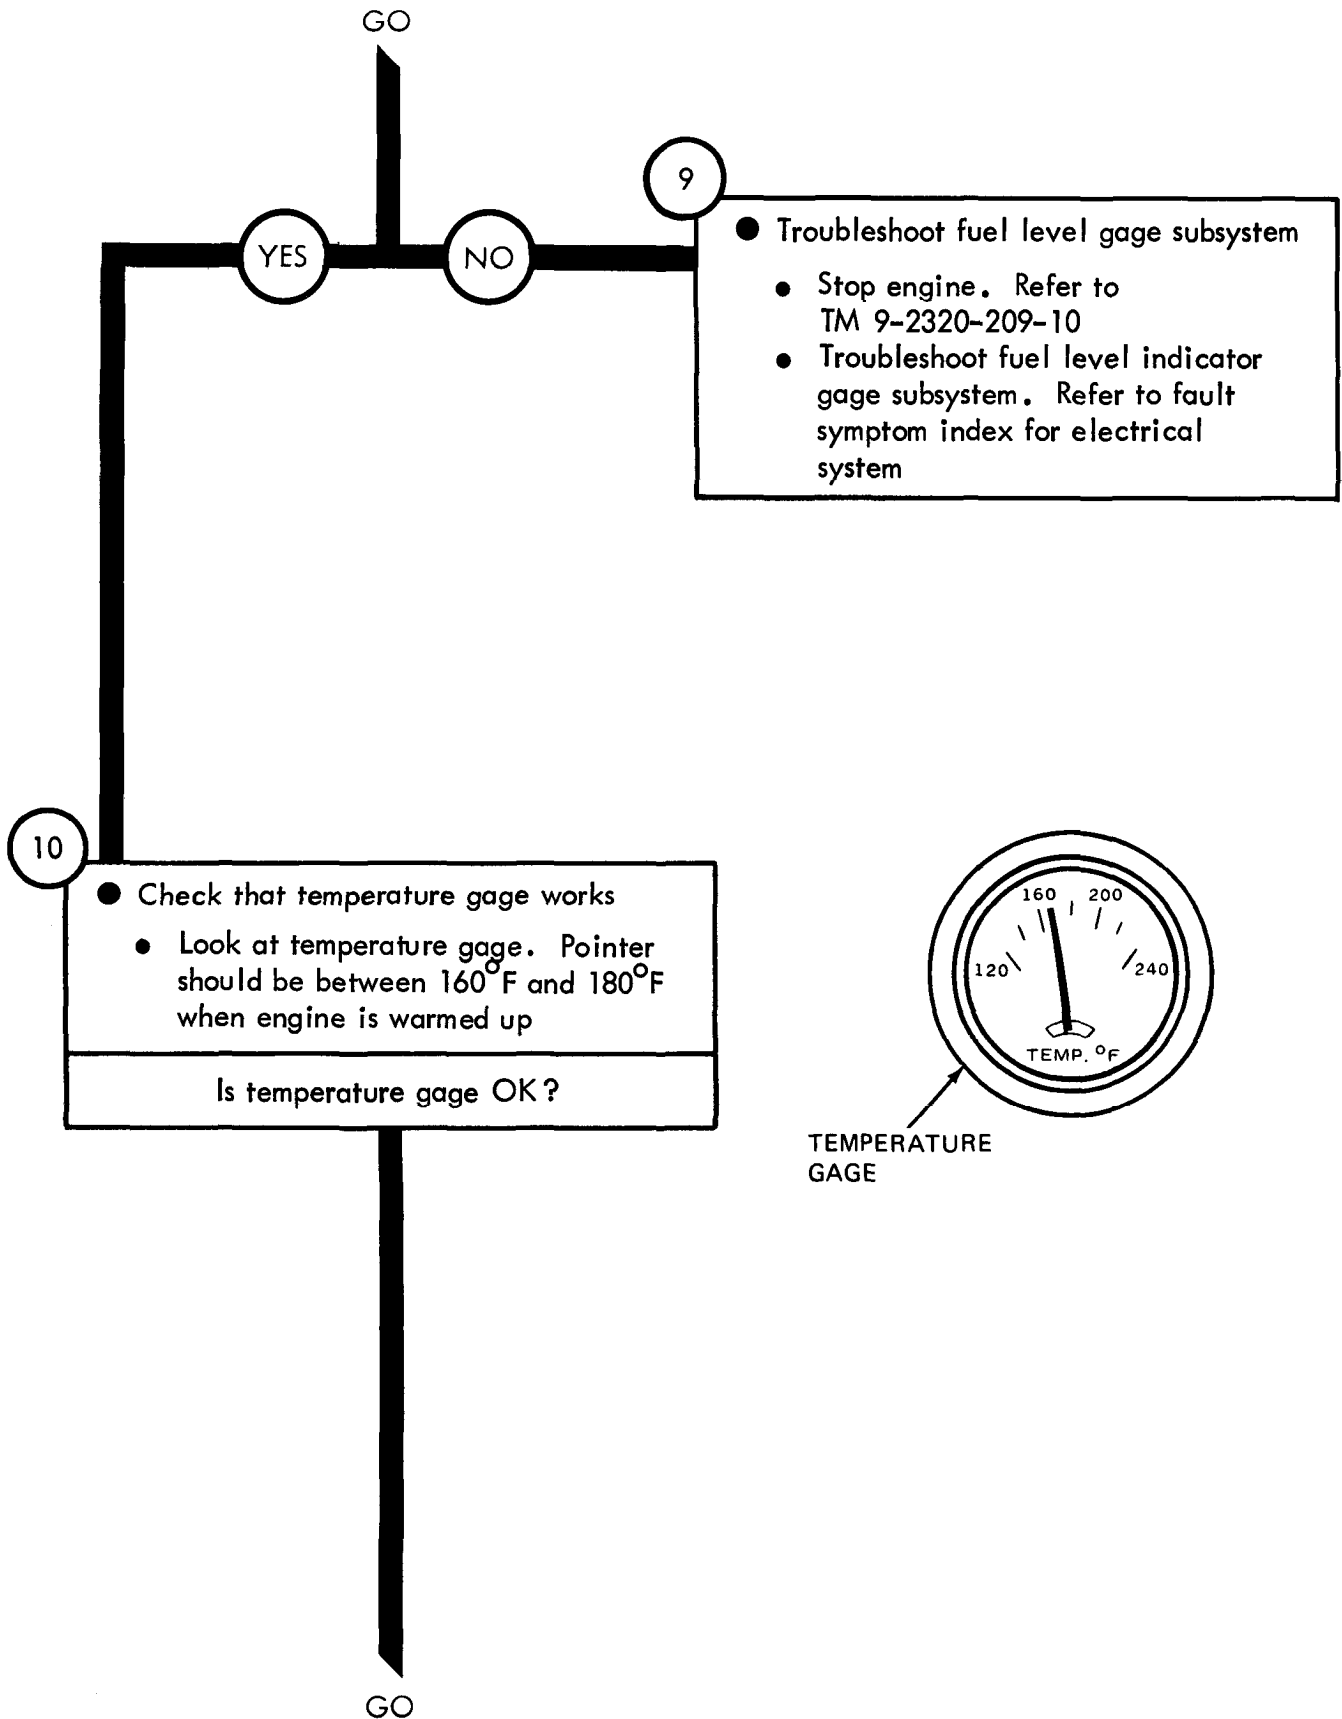 GO
YES
NO
9
● Troubleshoot fuel level gage subsystem
● Stop engine. Refer to
TM 9-2320-209-10
● Troubleshoot fuel level indicator
gage subsystem. Refer to fault
symptom index for electrical
system
10
● Check that temperature gage works
● Look at temperature gage. Pointer
should be between 160°F and 180°F
when engine is warmed up
Is temperature gage OK?
160 200
120 240
TEMP. °F
TEMPERATURE
GAGE
GO